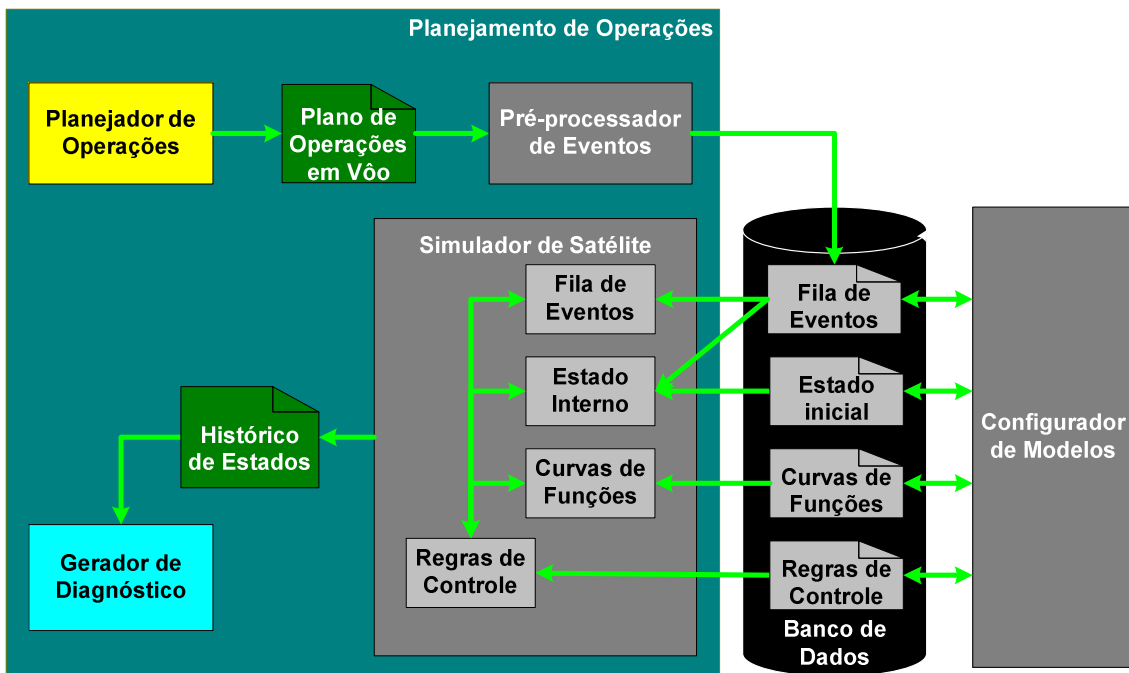 Planejamento de Operações
Planejador de
Operações
Plano de
Operações
em Vôo
Pré-processador
de Eventos
Simulador de Satélite
Fila de
Eventos
Estado
Interno
Curvas de
Funções
Regras de
Controle
Histórico
de Estados
Gerador de
Diagnóstico
Fila de
Eventos
Estado
inicial
Curvas de
Funções
Regras de
Controle
Banco de
Dados
Configurador
de Modelos